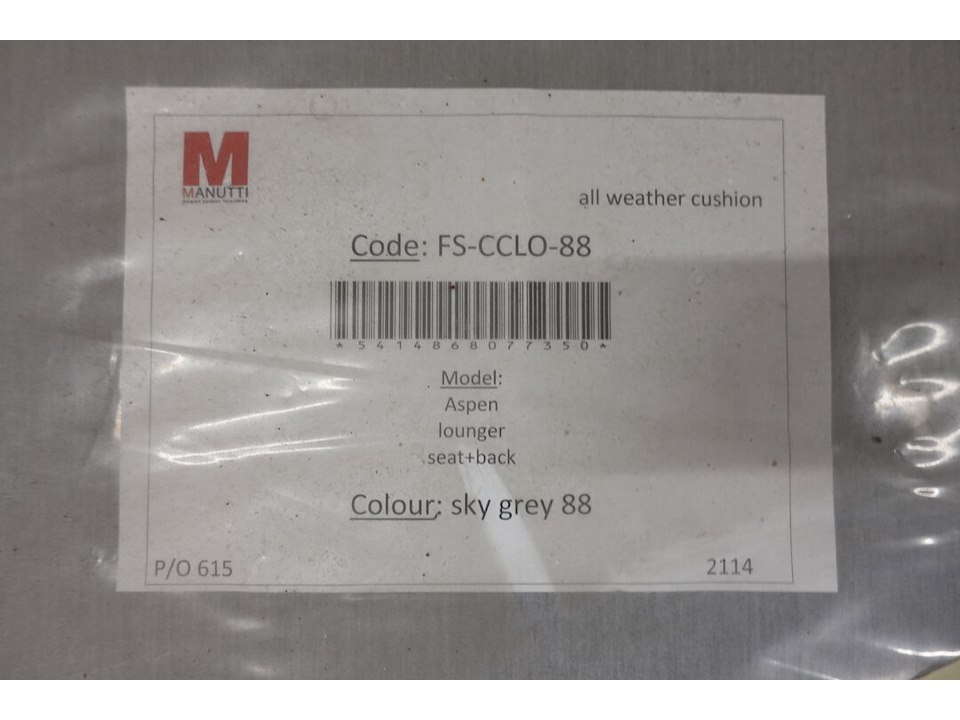 M
MANUTTI
all weather cushion
Code: FS-CCLO-88
*5414868077350*
Model:
Aspen
lounger
seat+back
Colour: sky grey 88
P/O 615
2114